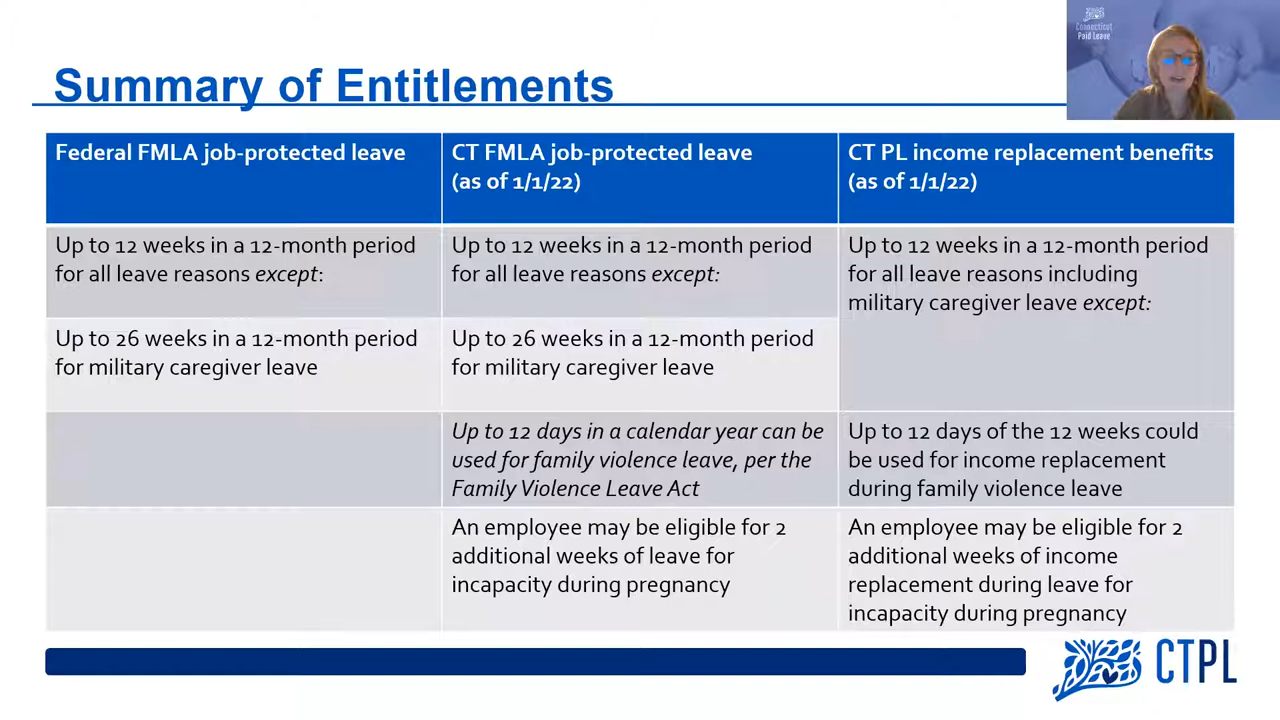 Connecticut
Paid Leave
Summary of Entitlements
Federal FMLA job-protected leave
CT FMLA job-protected leave
(as of 1/1/22)
CT PL income replacement benefits
(as of 1/1/22)
Up to 12 weeks in a 12-month period
for all leave reasons except:
Up to 12 weeks in a 12-month period
for all leave reasons except:
Up to 12 weeks in a 12-month period
for all leave reasons including
military caregiver leave except:
Up to 26 weeks in a 12-month period
for military caregiver leave
Up to 26 weeks in a 12-month period
for military caregiver leave
Up to 12 days in a calendar year can be
used for family violence leave, per the
Family Violence Leave Act
Up to 12 days of the 12 weeks could
be used for income replacement
during family violence leave
An employee may be eligible for 2
additional weeks of leave for
incapacity during pregnancy
An employee may be eligible for 2
additional weeks of income
replacement during leave for
incapacity during pregnancy
CTPL